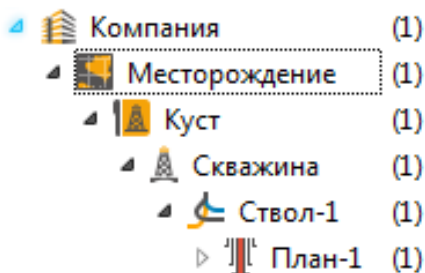 Компания (1)
Месторождение (1)
Куст (1)
Скважина (1)
Ствол-1 (1)
План-1 (1)